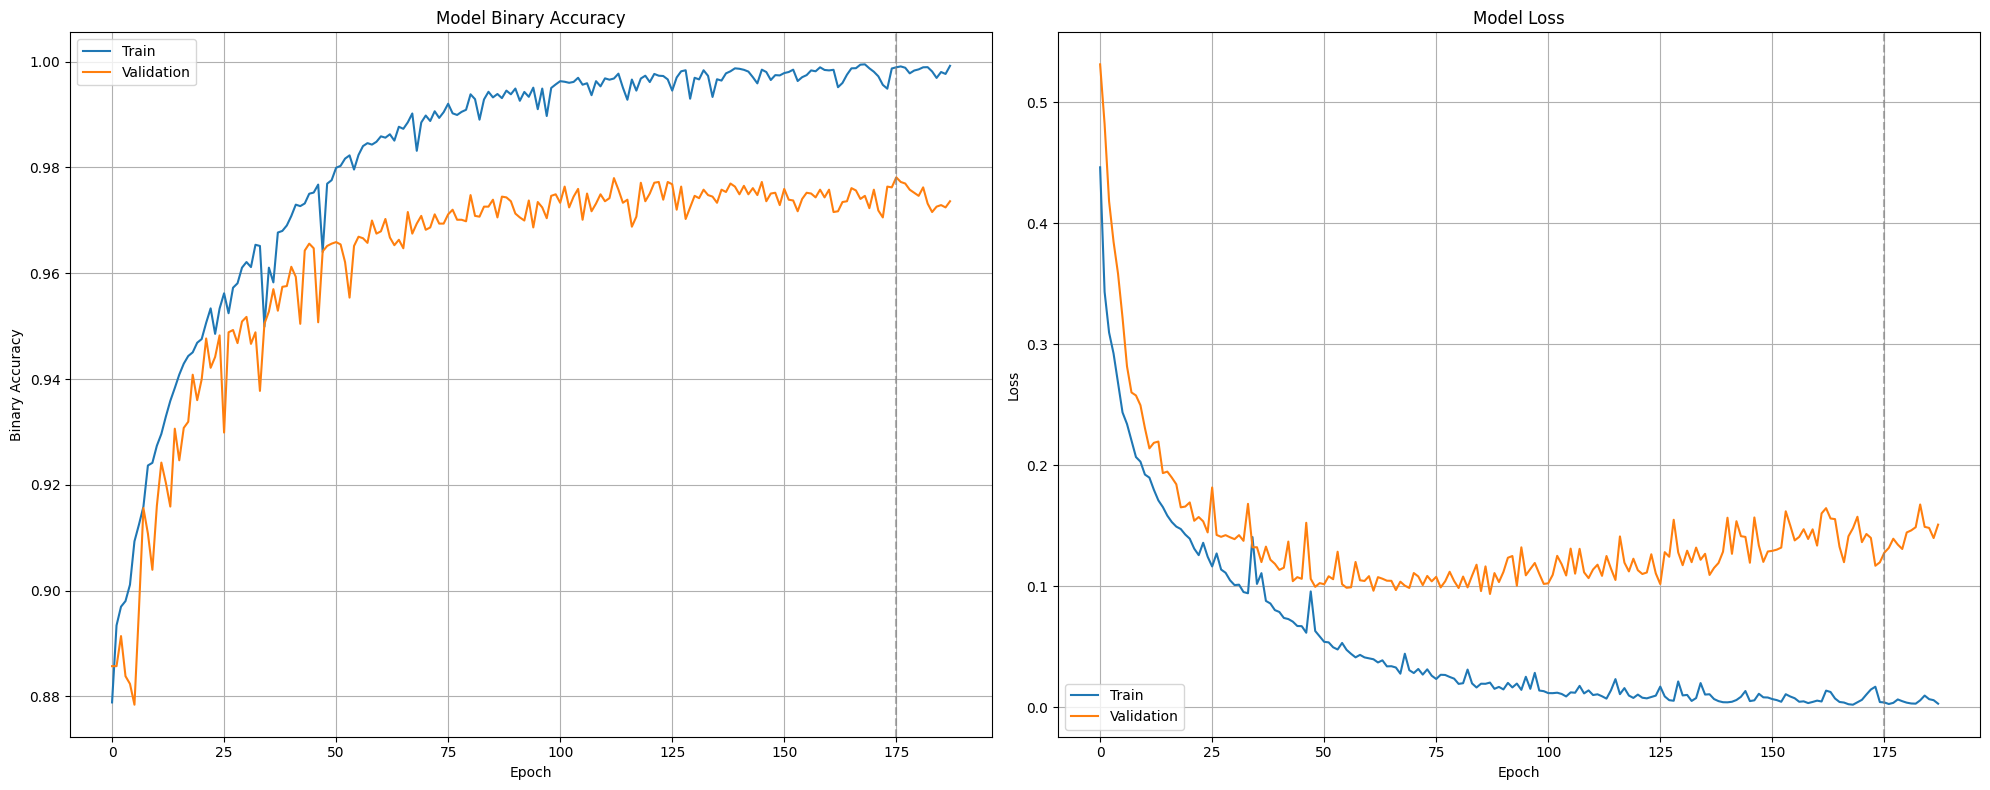 Model Binary Accuracy
Train
Validation
1.00
0.98
0.96
0.94
0.92
0.90
0.88
Binary Accuracy
0 25 50 75 100 125 150 175
Epoch
Model Loss
0.5
0.4
0.3
0.2
0.1
0.0
Loss
Train
Validation
0 25 50 75 100 125 150 175
Epoch